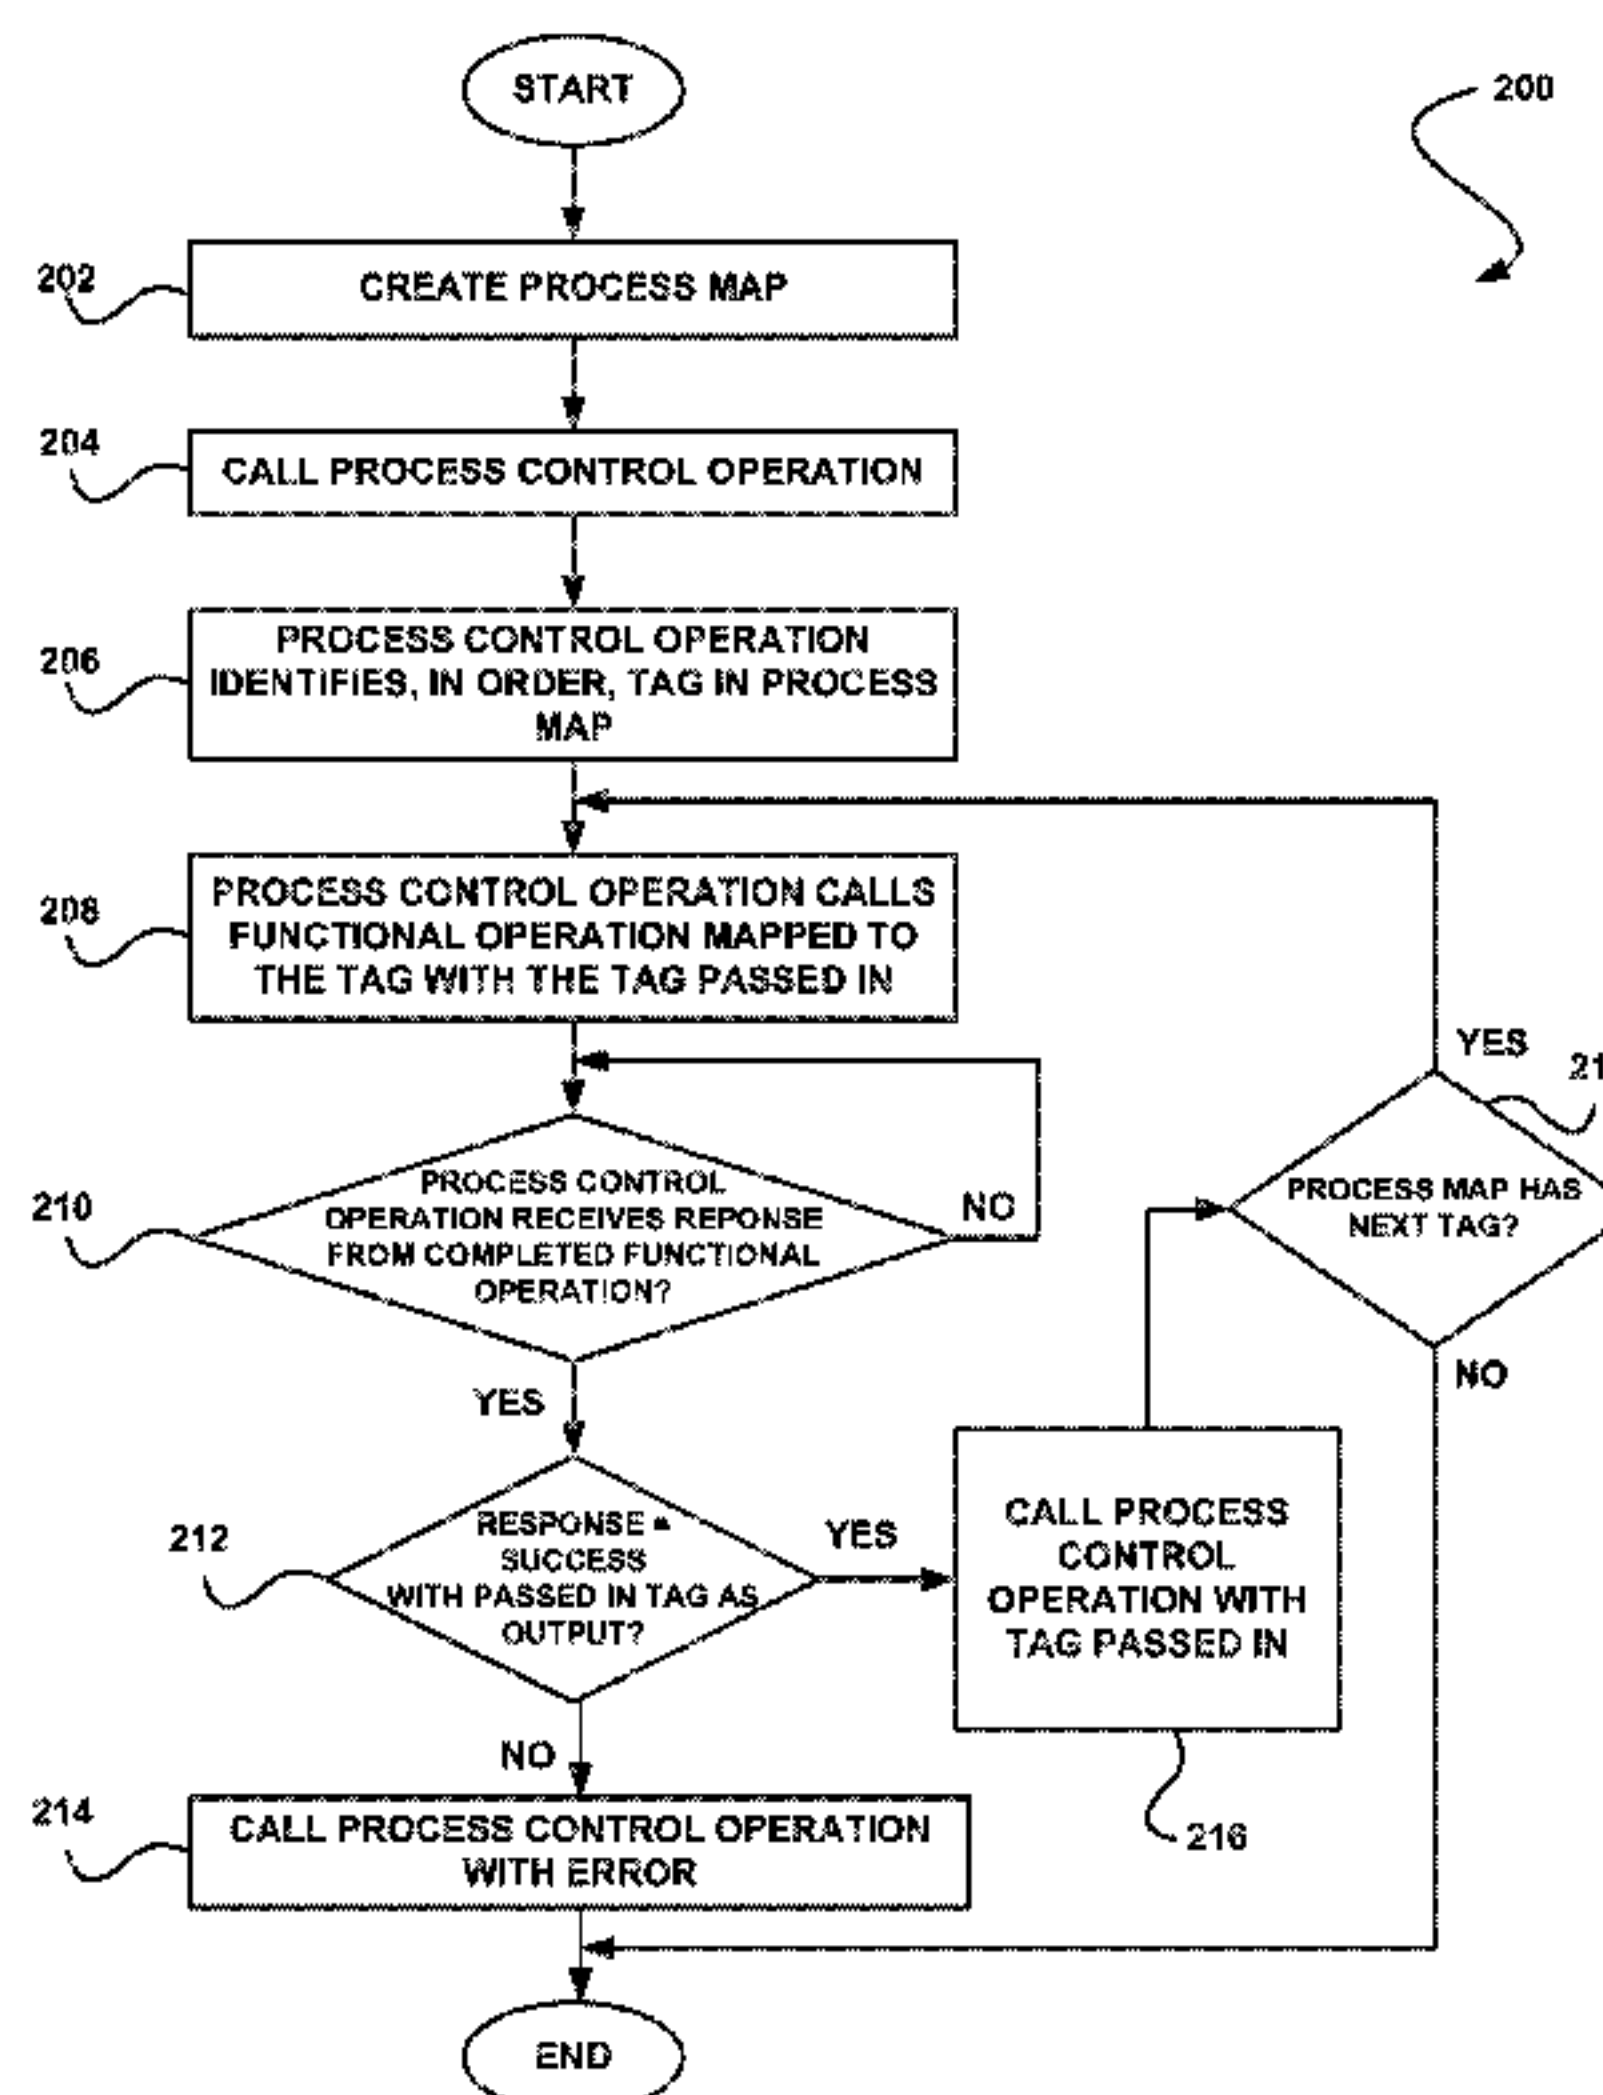 START
200
202
CREATE PROCESS MAP
204
CALL PROCESS CONTROL OPERATION
206
PROCESS CONTROL OPERATION
IDENTIFIES, IN ORDER, TAG IN PROCESS
MAP
208
PROCESS CONTROL OPERATION CALLS
FUNCTIONAL OPERATION MAPPED TO
THE TAG WITH THE TAG PASSED IN
YES
21
PROCESS MAP HAS
NEXT TAG?
NO
210
PROCESS CONTROL
OPERATION RECEIVES REPONSE
FROM COMPLETED FUNCTIONAL
OPERATION?
NO
YES
212
RESPONSE =
SUCCESS
WITH PASSED IN TAG AS
OUTPUT?
YES
CALL PROCESS
CONTROL
OPERATION WITH
TAG PASSED IN
216
NO
214
CALL PROCESS CONTROL OPERATION
WITH ERROR
END